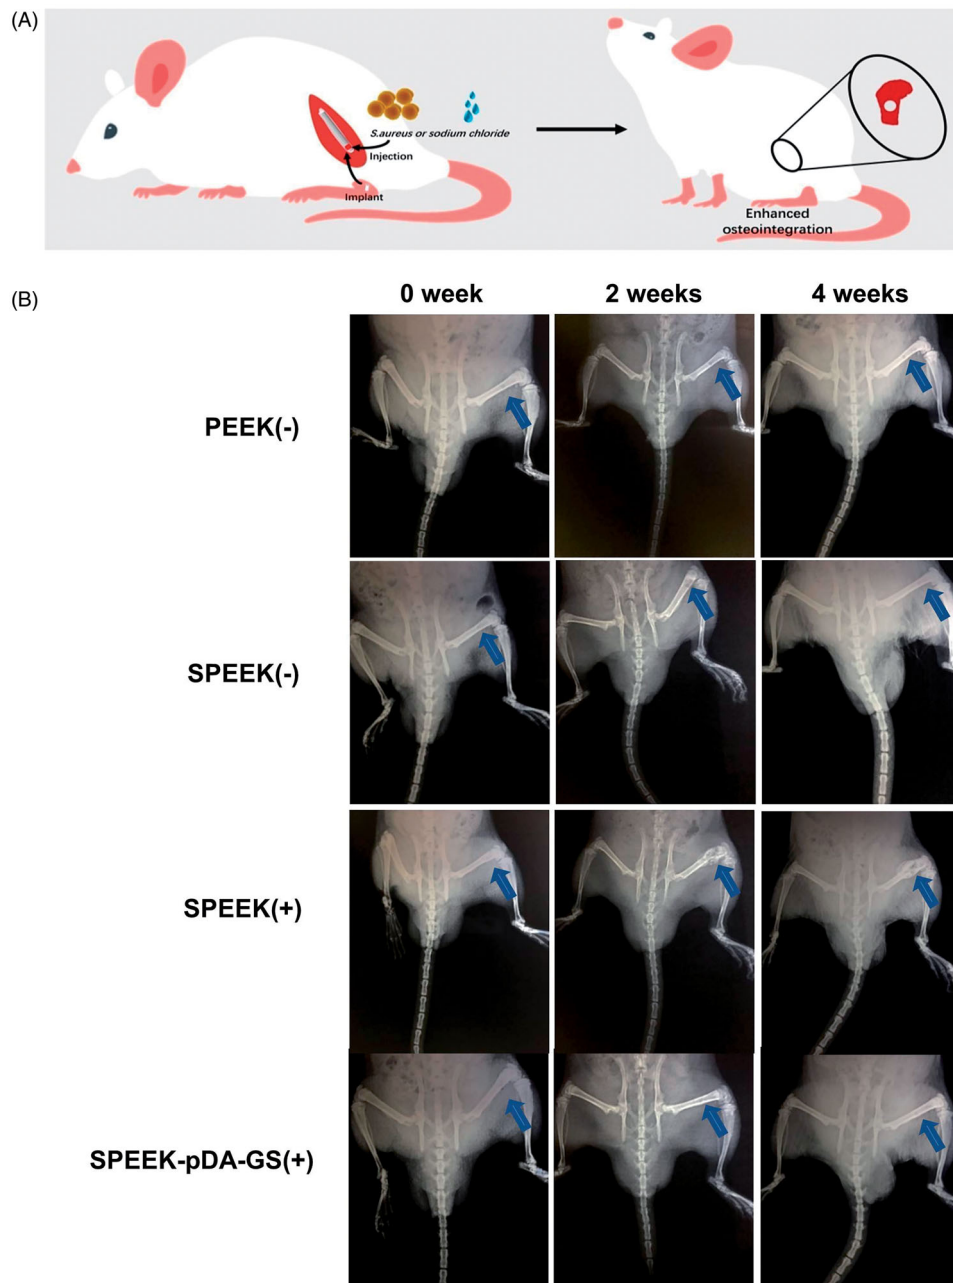 (A)
S.aureus or sodium chloride
Injection
Implant
Enhanced
osteointegration
(B)
0 week
2 weeks
4 weeks
PEEK(-)
SPEEK(-)
SPEEK(+)
SPEEK-pDA-GS(+)